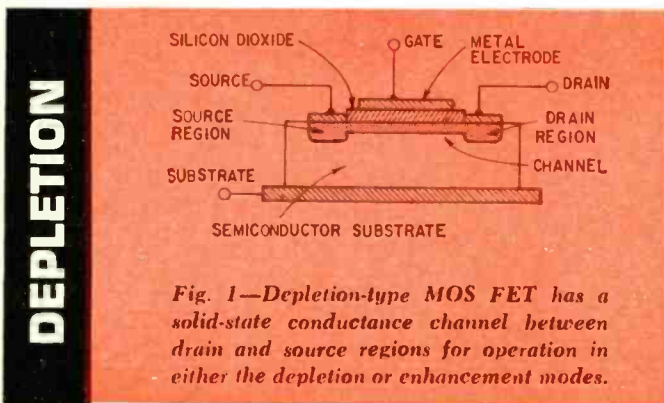 DEPLETION
SILICON DIOXIDE
GATE
METAL
ELECTRODE
SOURCE
DRAIN
SOURCE
REGION
DRAIN
REGION
CHANNEL
SUBSTRATE
SEMICONDUCTOR SUBSTRATE
Fig. 1—Depletion-type MOS FET has a
solid-state conductance channel between
drain and source regions for operation in
either the depletion or enhancement modes.